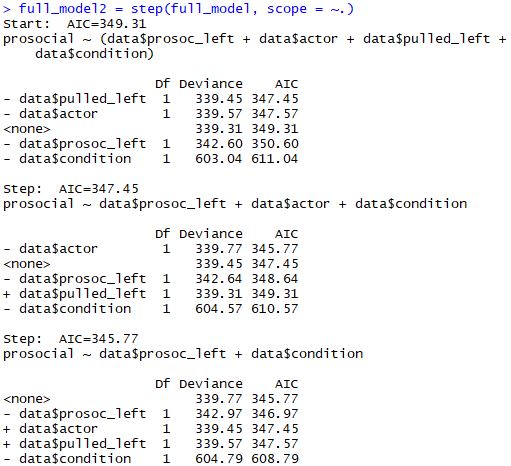 > full_model2 = step(full_model, scope = ~.)
Start:  AIC=349.31
prosocial ~ (data$prosoc_left + data$actor + data$pulled_left +
    data$condition)

                   Df Deviance    AIC
- data$pulled_left  1   339.45 347.45
- data$actor        1   339.57 347.57
<none>                  339.31 349.31
- data$prosoc_left  1   342.60 350.60
- data$condition    1   603.04 611.04

Step:  AIC=347.45
prosocial ~ data$prosoc_left + data$actor + data$condition

                   Df Deviance    AIC
- data$actor        1   339.77 345.77
<none>                  339.45 347.45
- data$prosoc_left  1   342.64 348.64
+ data$pulled_left  1   339.31 349.31
- data$condition    1   604.57 610.57

Step:  AIC=345.77
prosocial ~ data$prosoc_left + data$condition

                   Df Deviance    AIC
<none>                  339.77 345.77
- data$prosoc_left  1   342.97 346.97
+ data$actor        1   339.45 347.45
+ data$pulled_left  1   339.57 347.57
- data$condition    1   604.79 608.79